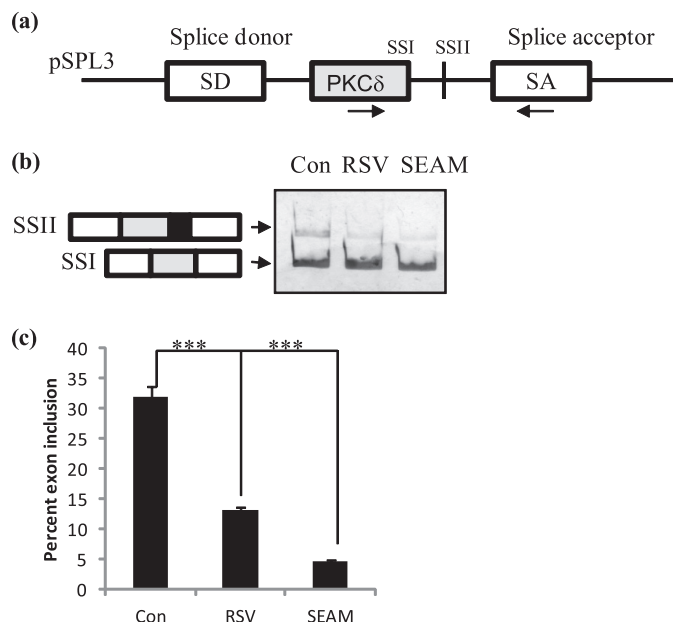 (a)
Splice donor SSI SSII Splice acceptor
pSPL3
SD PKCδ SA
(b)
Con RSV SEAM
SSII
SSI
(c)
*** ***
40
35
30
25
20
15
10
5
0
Percent exon inclusion
Con RSV SEAM